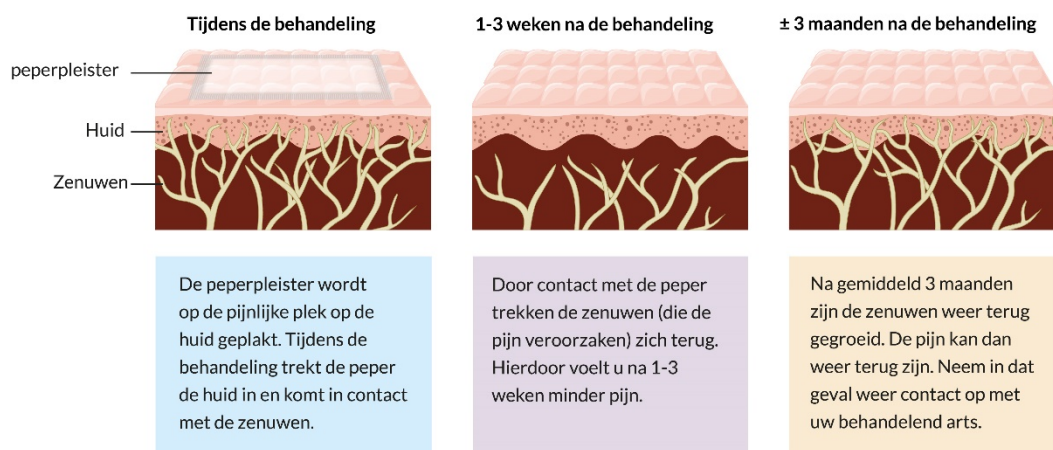 Tijdens de behandeling
1-3 weken na de behandeling
± 3 maanden na de behandeling
peperpleister
Huid
Zenuwen
De peperpleister wordt
op de pijnlijke plek op de
huid geplakt. Tijdens de
behandeling trekt de peper
de huid in en komt in contact
met de zenuwen.
Door contact met de peper
trekken de zenuwen (die de
pijn veroorzaken) zich terug.
Hierdoor voelt u na 1-3
weken minder pijn.
Na gemiddeld 3 maanden
zijn de zenuwen weer terug
gegroeid. De pijn kan dan
weer terug zijn. Neem in dat
geval weer contact op met
uw behandelend arts.